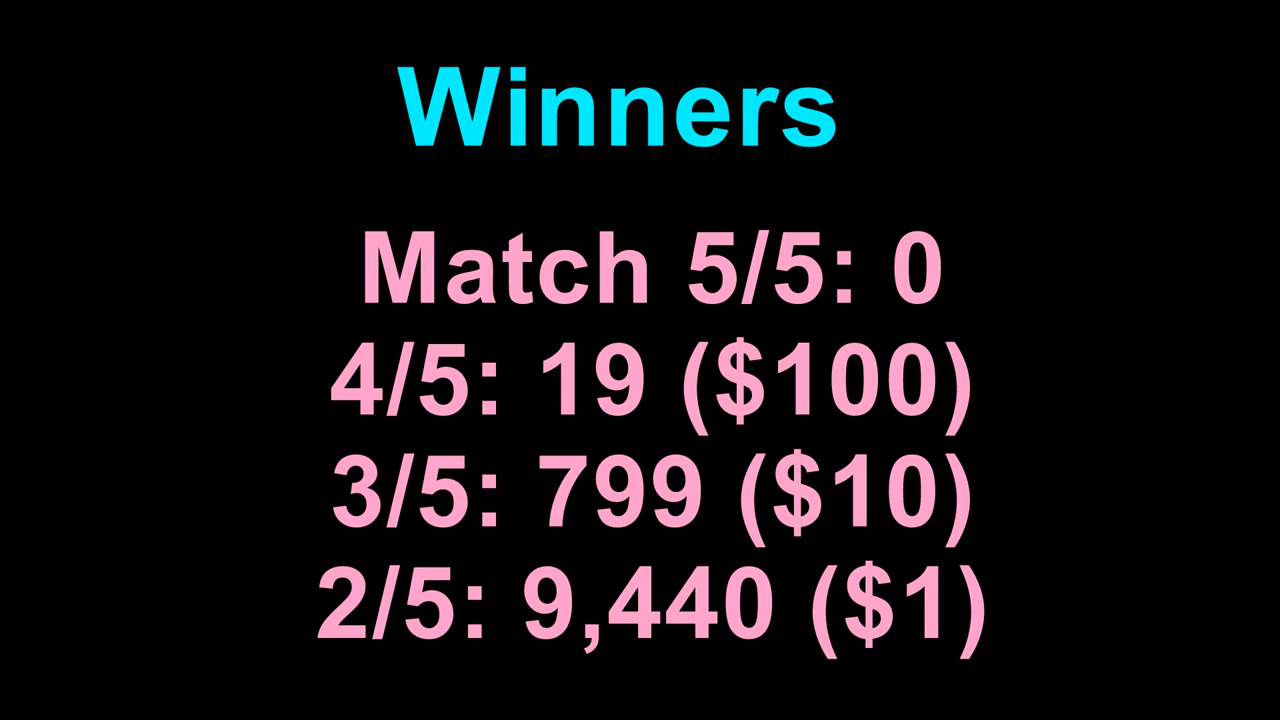 Winners
Match 5/5: 0
4/5: 19 ($100)
3/5: 799 ($10)
2/5: 9,440 ($1)